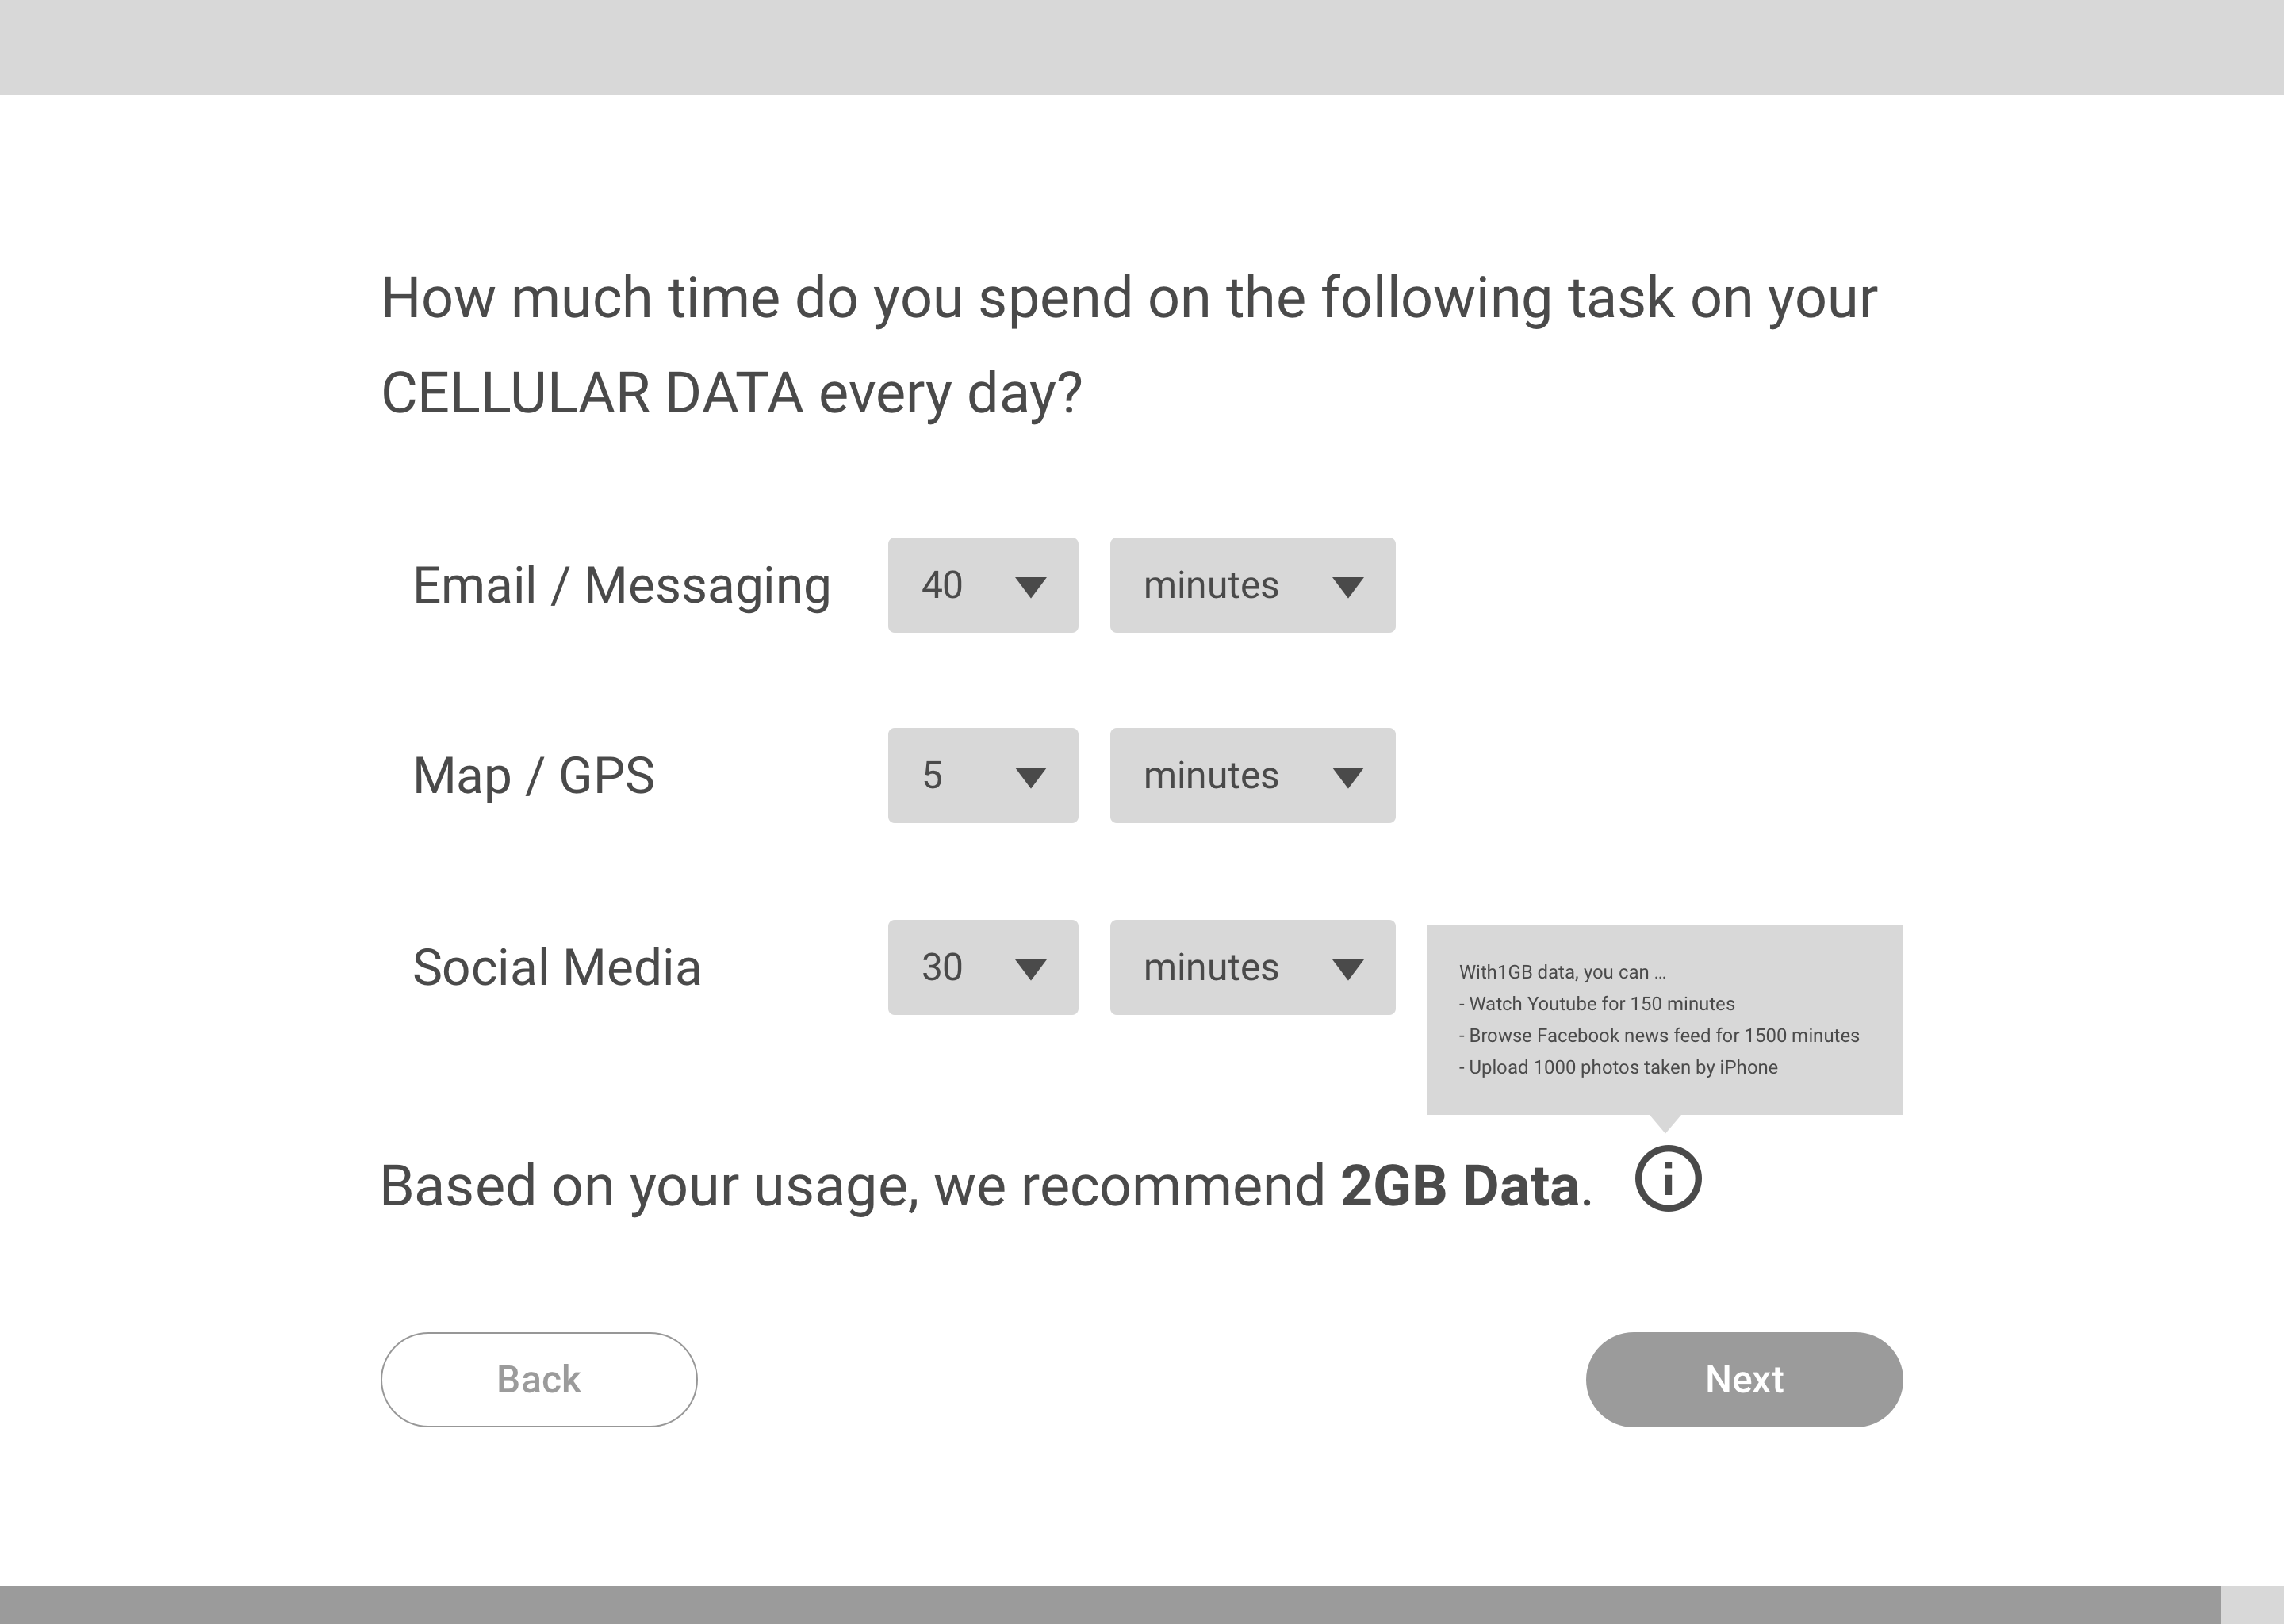 How much time do you spend on the following task on your
CELLULAR DATA every day?
Email / Messaging 40 minutes
Map / GPS 5 minutes
Social Media 30 minutes
With1GB data, you can ...
- Watch Youtube for 150 minutes
- Browse Facebook news feed for 1500 minutes
- Upload 1000 photos taken by iPhone
Based on your usage, we recommend 2GB Data.
Back Next